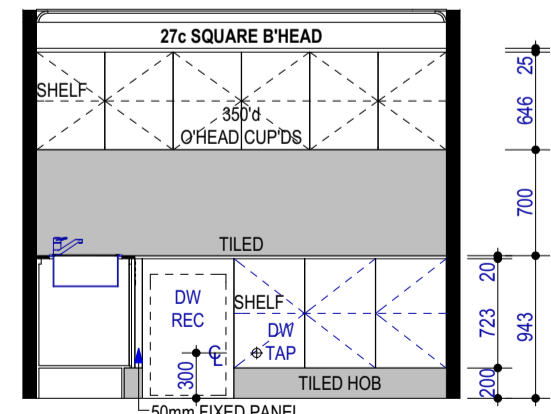 27c SQUARE B'HEAD
25
SHELF
646
350'd
O'HEAD CUP'DS
700
TILED
20
DW
REC
SHELF
DW
TAP
723
943
300
CL
TILED HOB
200
50mm FIXED PANEL